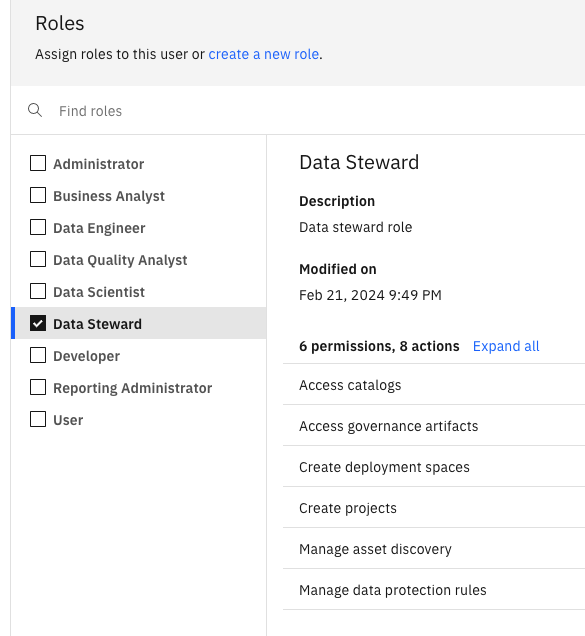 Roles
Assign roles to this user or create a new role.
Find roles
Administrator
Business Analyst
Data Engineer
Data Quality Analyst
Data Scientist
Data Steward
Developer
Reporting Administrator
User
Data Steward
Description
Data steward role
Modified on
Feb 21, 2024 9:49 PM
6 permissions, 8 actions Expand all
Access catalogs
Access governance artifacts
Create deployment spaces
Create projects
Manage asset discovery
Manage data protection rules